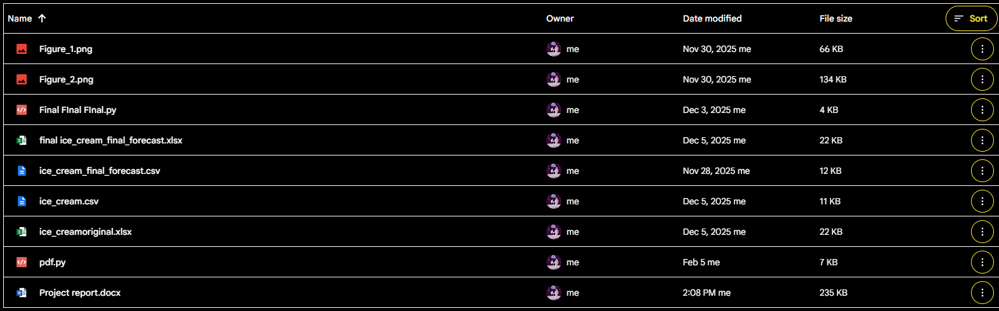 Name Owner Date modified File size Sort
Figure_1.png me Nov 30, 2025 me 66 KB
Figure_2.png me Nov 30, 2025 me 134 KB
Final FInal FInal.py me Dec 3, 2025 me 4 KB
final ice_cream_final_forecast.xlsx me Dec 5, 2025 me 22 KB
ice_cream_final_forecast.csv me Nov 28, 2025 me 12 KB
ice_cream.csv me Dec 5, 2025 me 11 KB
ice_creamoriginal.xlsx me Dec 5, 2025 me 22 KB
pdf.py me Feb 5 me 7 KB
Project report.docx me 2:08 PM me 235 KB